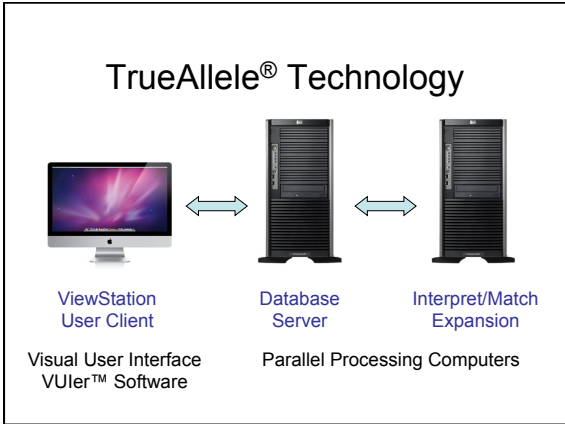 TrueAllele® Technology
ViewStation
User Client
Database
Server
Interpret/Match
Expansion
Visual User Interface
VUIer™ Software
Parallel Processing Computers